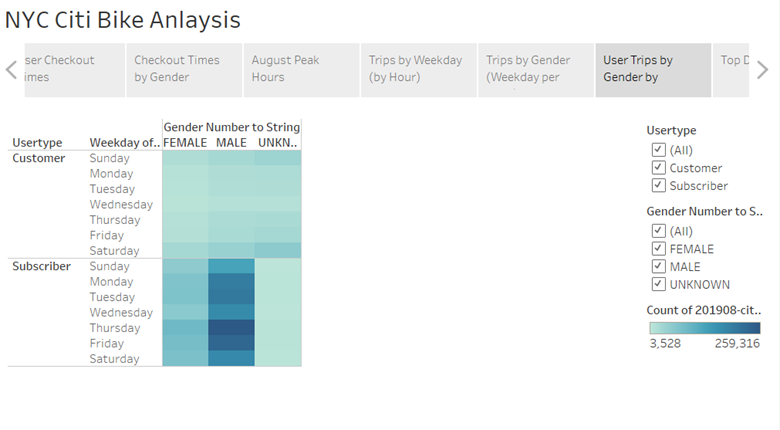 NYC Citi Bike Anlaysis
ser Checkout
imes
Checkout Times
by Gender
August Peak
Hours
Trips by Weekday
(by Hour)
Trips by Gender
(Weekday per
User Trips by
Gender by
Top D
Gender Number to String
Usertype Weekday of.. FEMALE MALE UNKN..
Customer Sunday
Monday
Tuesday
Wednesday
Thursday
Friday
Saturday
Subscriber Sunday
Monday
Tuesday
Wednesday
Thursday
Friday
Saturday
Usertype
(All)
Customer
Subscriber
Gender Number to S..
(All)
FEMALE
MALE
UNKNOWN
Count of 201908-cit..
3,528 259,316